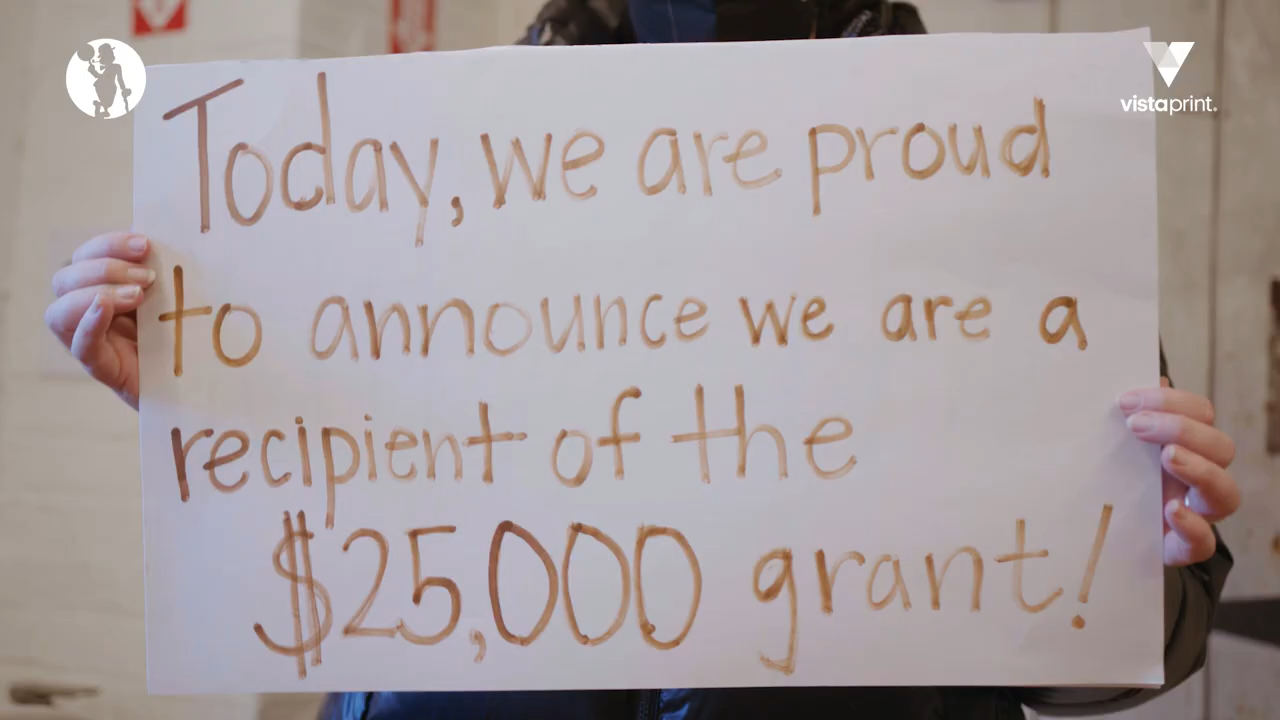 vistaprint.
Today, we are proud
to announce we are a
recipient of the
$25,000 grant!